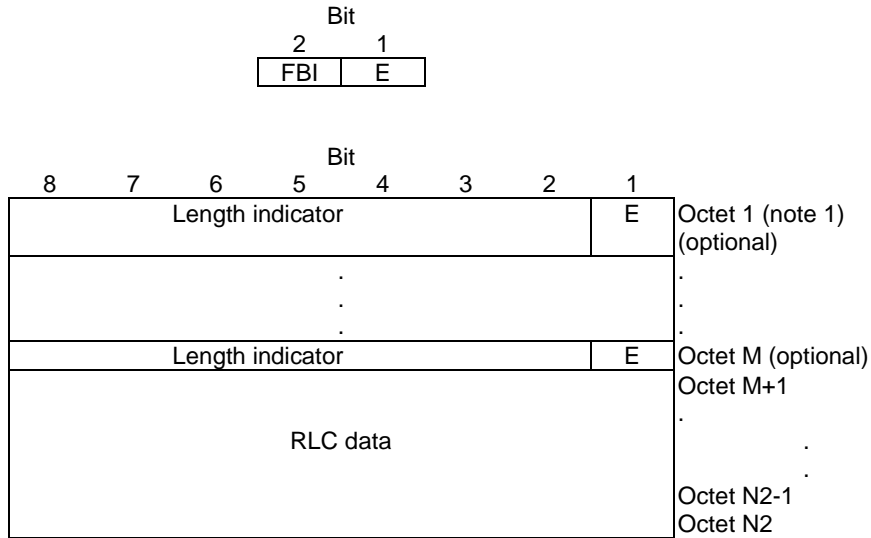 Bit
2 1
FBI E
Bit
8 7 6 5 4 3 2 1
Length indicator E Octet 1 (note 1)
(optional)
. .
. .
. .
Length indicator E Octet M (optional)
Octet M+1
.
RLC data .
.
Octet N2-1
Octet N2